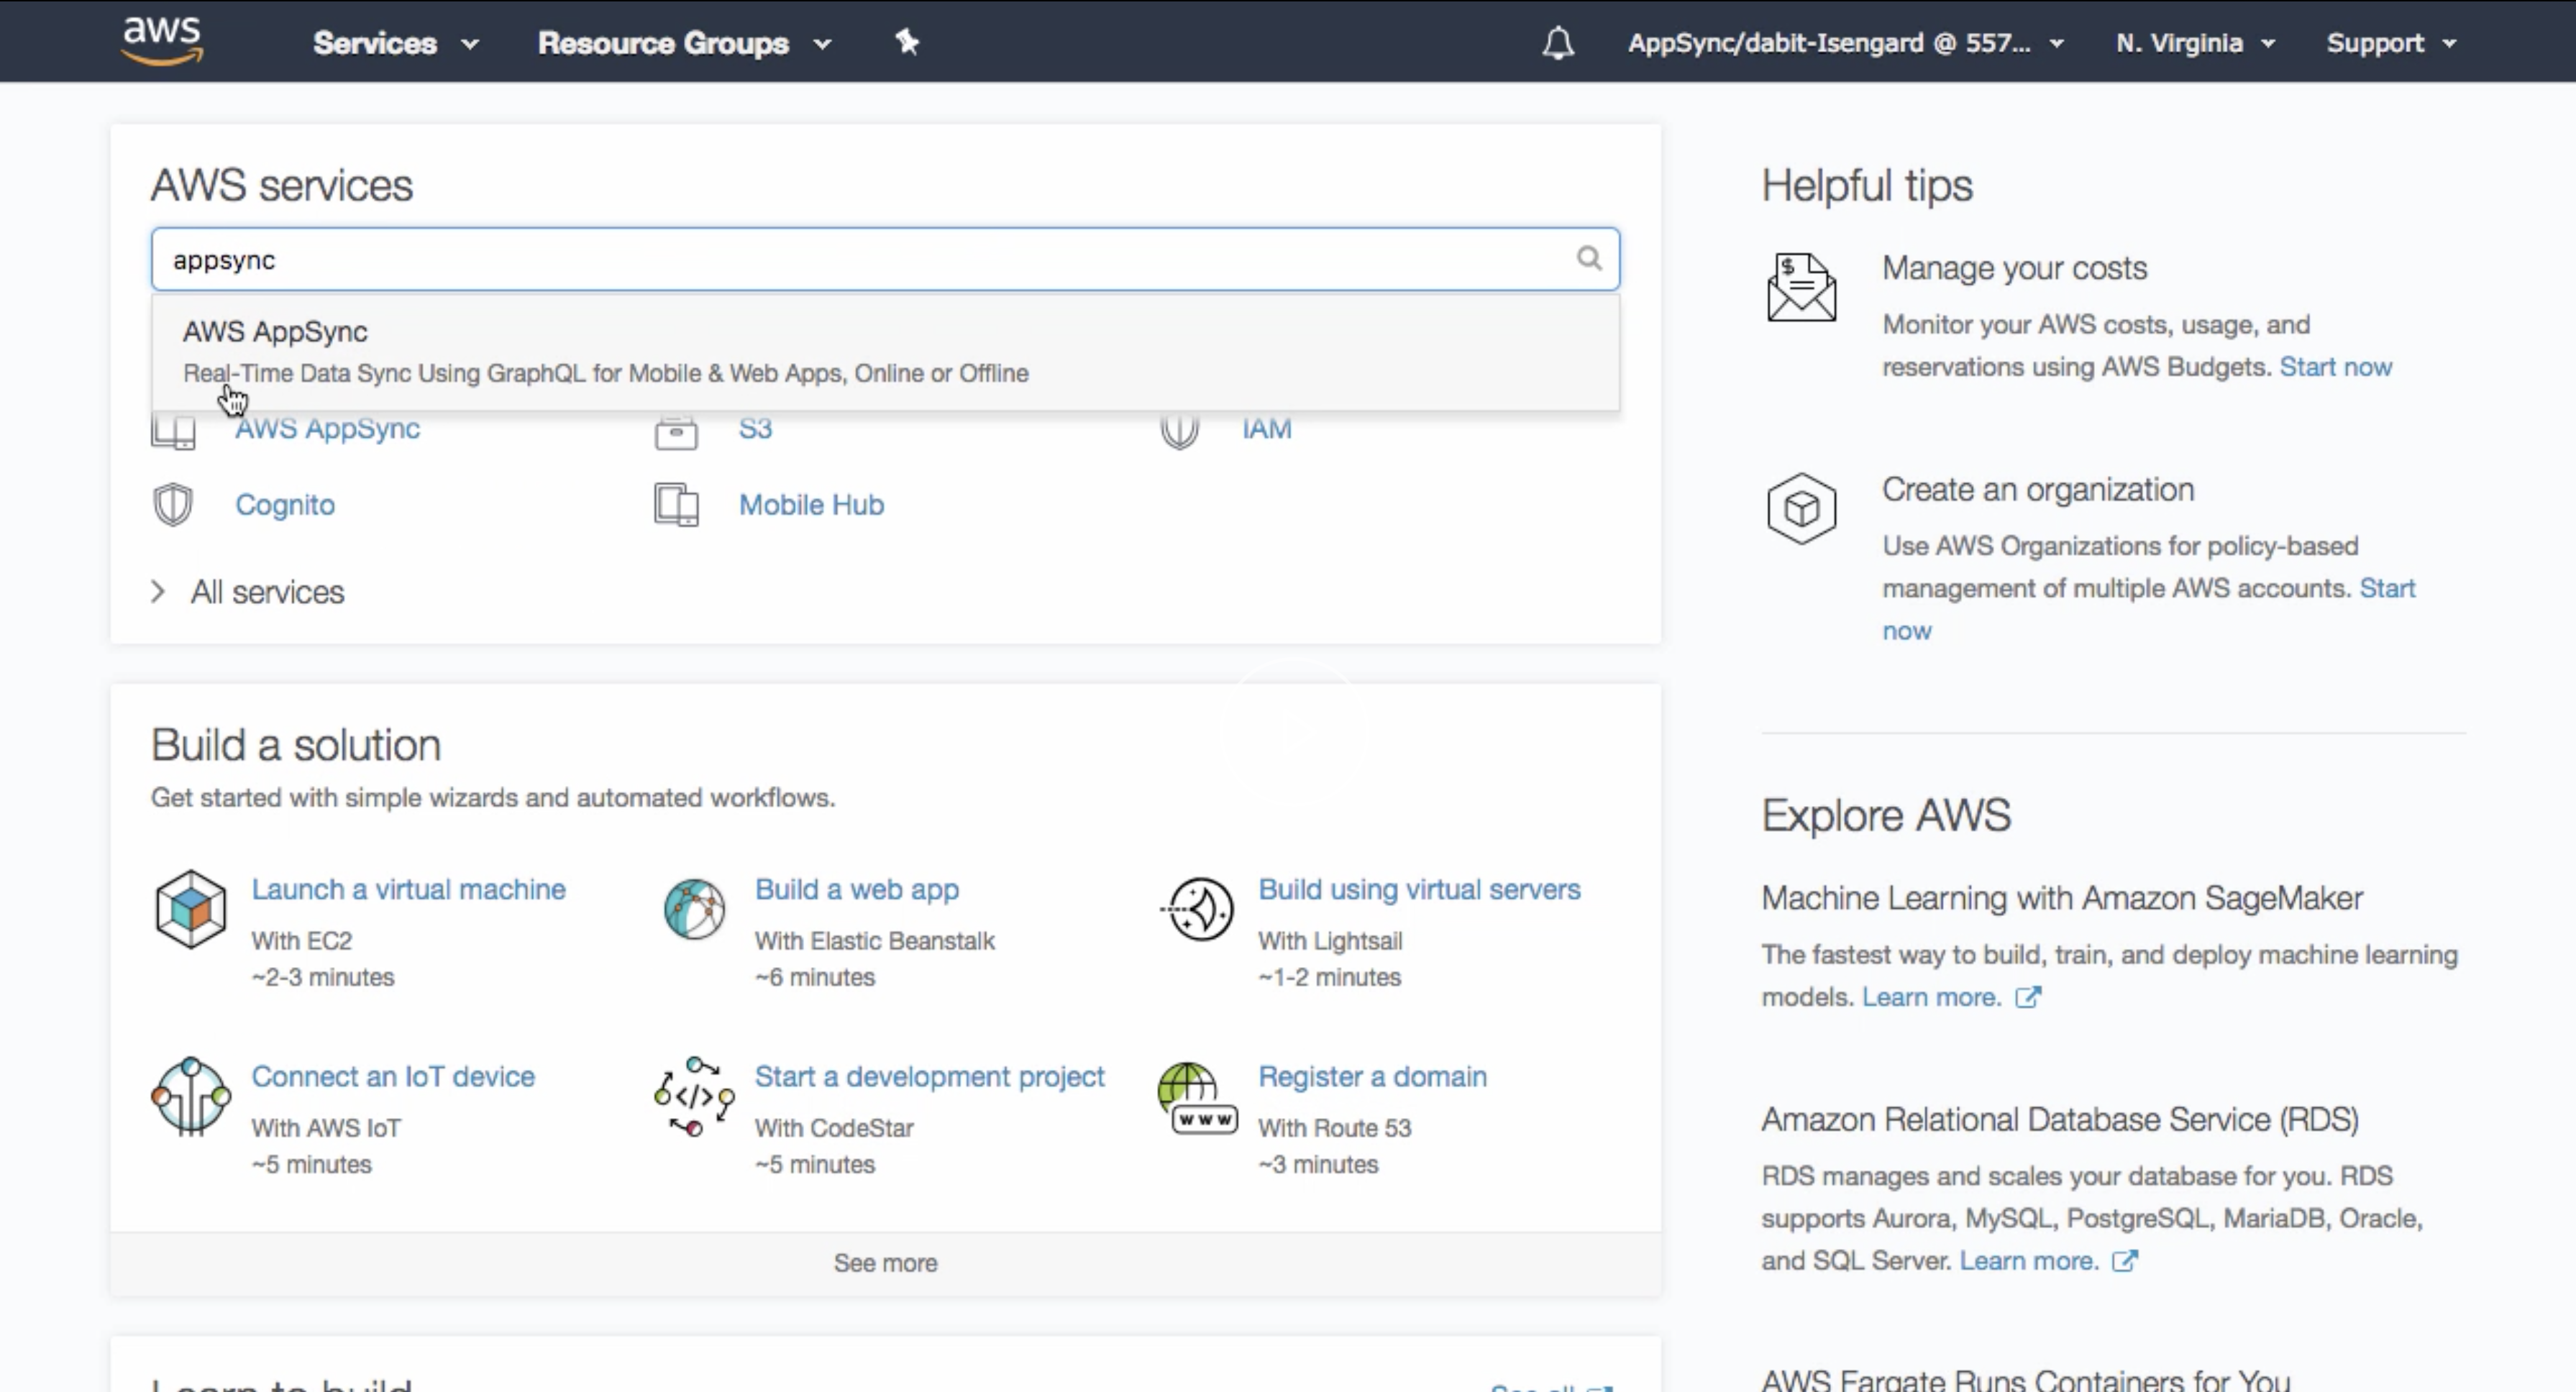 aws
Services
Resource Groups
AppSync/dabit-Isengard @ 557...
N. Virginia
Support
AWS services
appsync
AWS AppSync
Real-Time Data Sync Using GraphQL for Mobile & Web Apps, Online or Offline
AWS AppSync
S3
IAM
Cognito
Mobile Hub
All services
Build a solution
Get started with simple wizards and automated workflows.
Launch a virtual machine
With EC2
~2-3 minutes
Build a web app
With Elastic Beanstalk
~6 minutes
Build using virtual servers
With Lightsail
~1-2 minutes
Connect an IoT device
With AWS IoT
~5 minutes
</>
Start a development project
With CodeStar
~5 minutes
www
Register a domain
With Route 53
~3 minutes
See more
Learn to build
See all
Helpful tips
$
Manage your costs
Monitor your AWS costs, usage, and
reservations using AWS Budgets. Start now
Create an organization
Use AWS Organizations for policy-based
management of multiple AWS accounts. Start
now
Explore AWS
Machine Learning with Amazon SageMaker
The fastest way to build, train, and deploy machine learning
models. Learn more.
Amazon Relational Database Service (RDS)
RDS manages and scales your database for you. RDS
supports Aurora, MySQL, PostgreSQL, MariaDB, Oracle,
and SQL Server. Learn more.
AWS Fargate Runs Containers for You